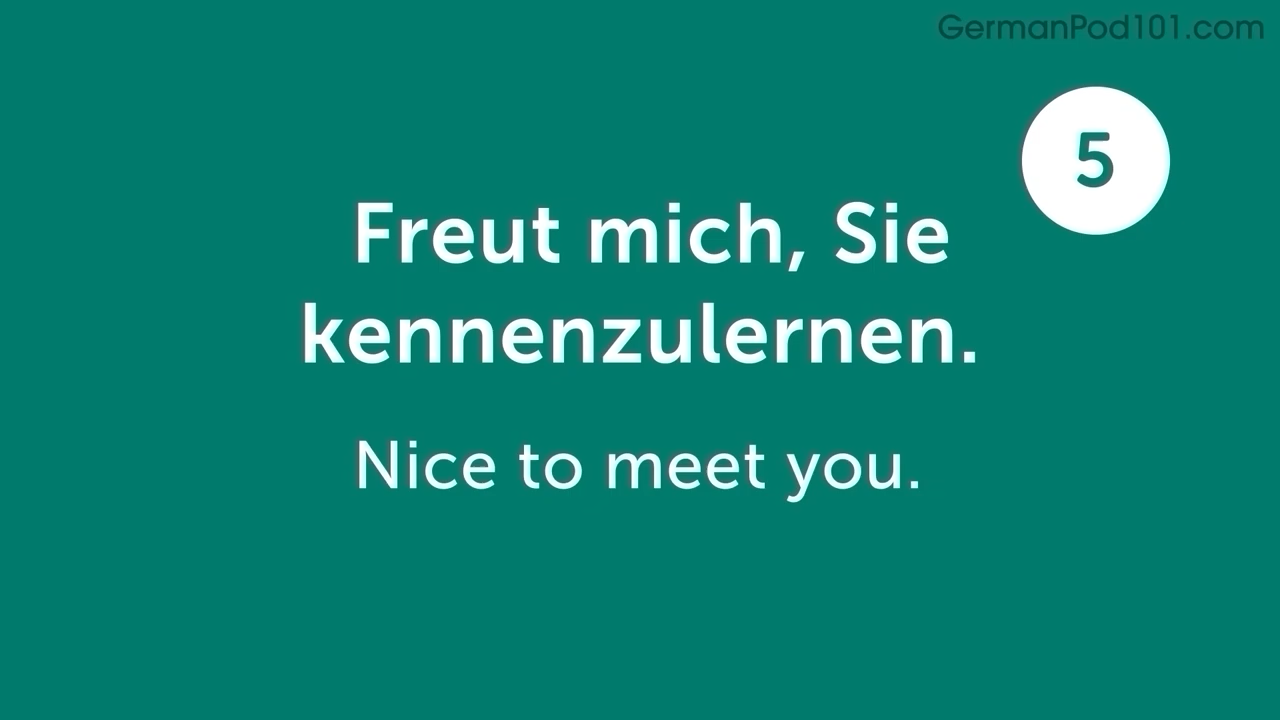 GermanPod101.com
5
Freut mich, Sie
kennenzulernen.
Nice to meet you.